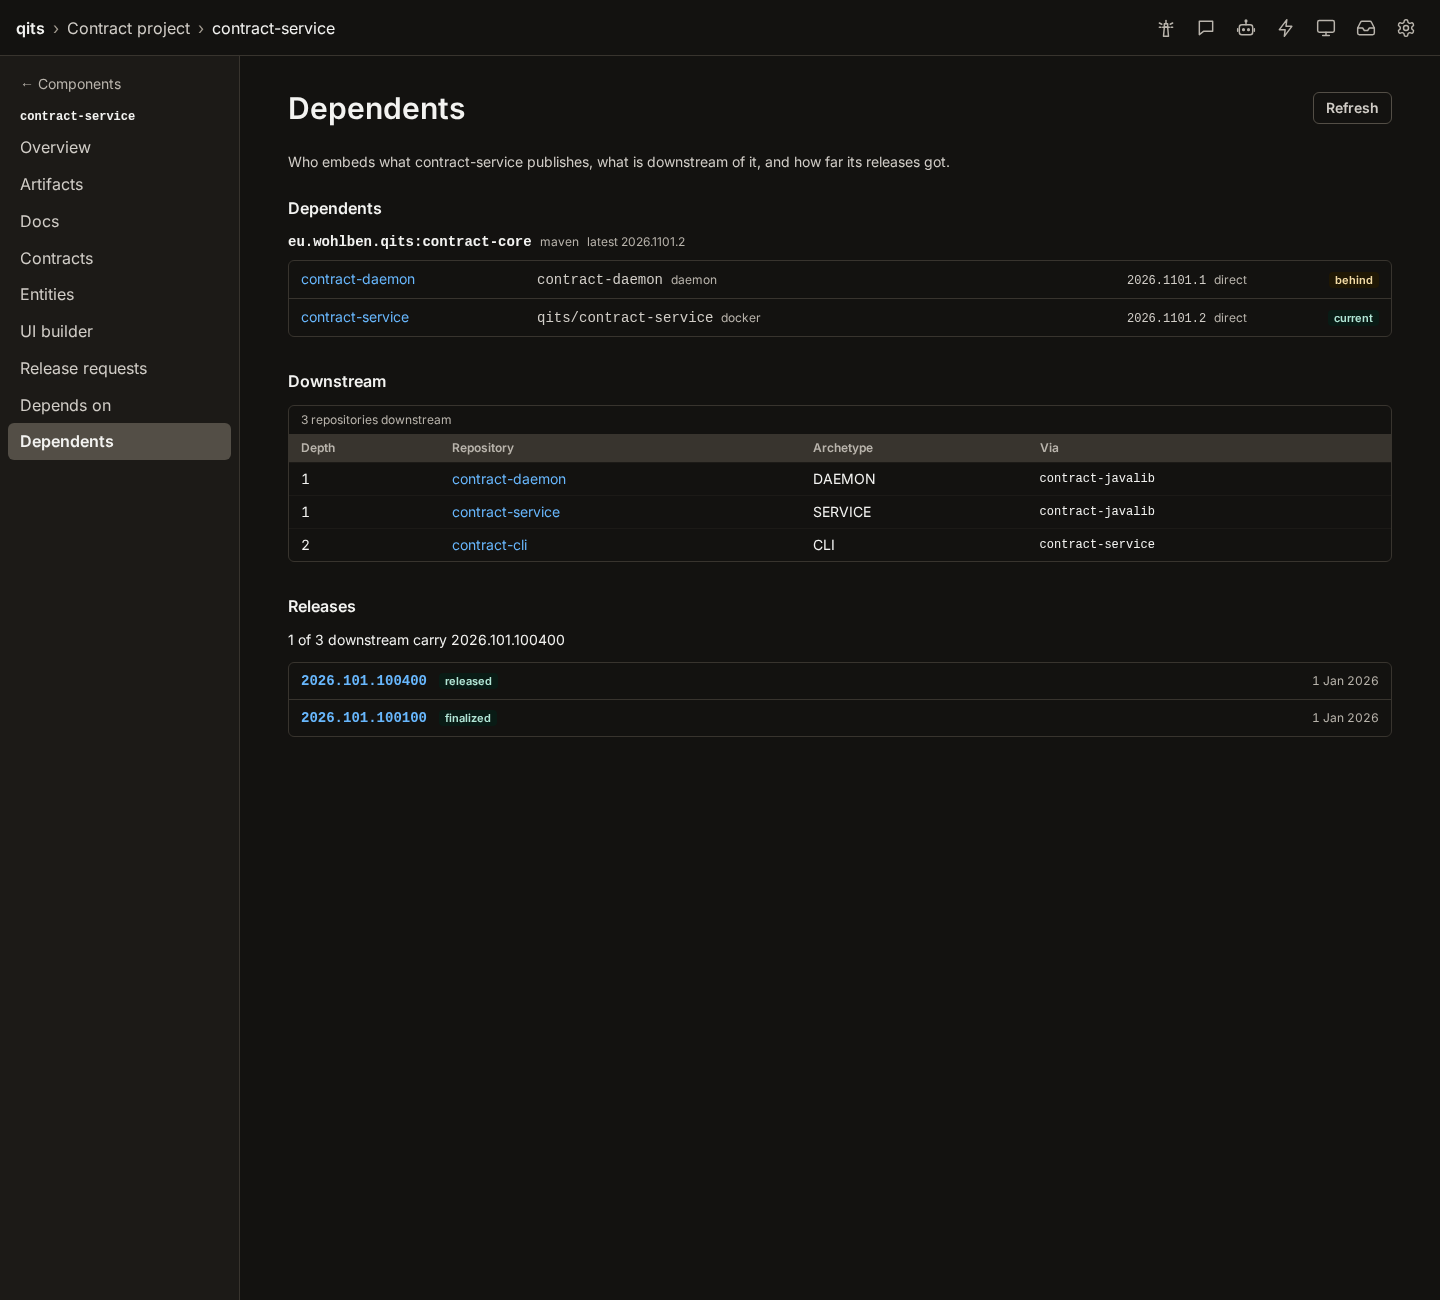 qits › Contract project › contract-service
← Components
contract-service
Overview
Artifacts
Docs
Contracts
Entities
UI builder
Release requests
Depends on
Dependents
Dependents
Refresh
Who embeds what contract-service publishes, what is downstream of it, and how far its releases got.
Dependents
eu.wohlben.qits:contract-core maven latest 2026.1101.2
contract-daemon contract-daemon daemon 2026.1101.1 direct behind
contract-service qits/contract-service docker 2026.1101.2 direct current
Downstream
3 repositories downstream
Depth Repository Archetype Via
1 contract-daemon DAEMON contract-javalib
1 contract-service SERVICE contract-javalib
2 contract-cli CLI contract-service
Releases
1 of 3 downstream carry 2026.101.100400
2026.101.100400 released 1 Jan 2026
2026.101.100100 finalized 1 Jan 2026